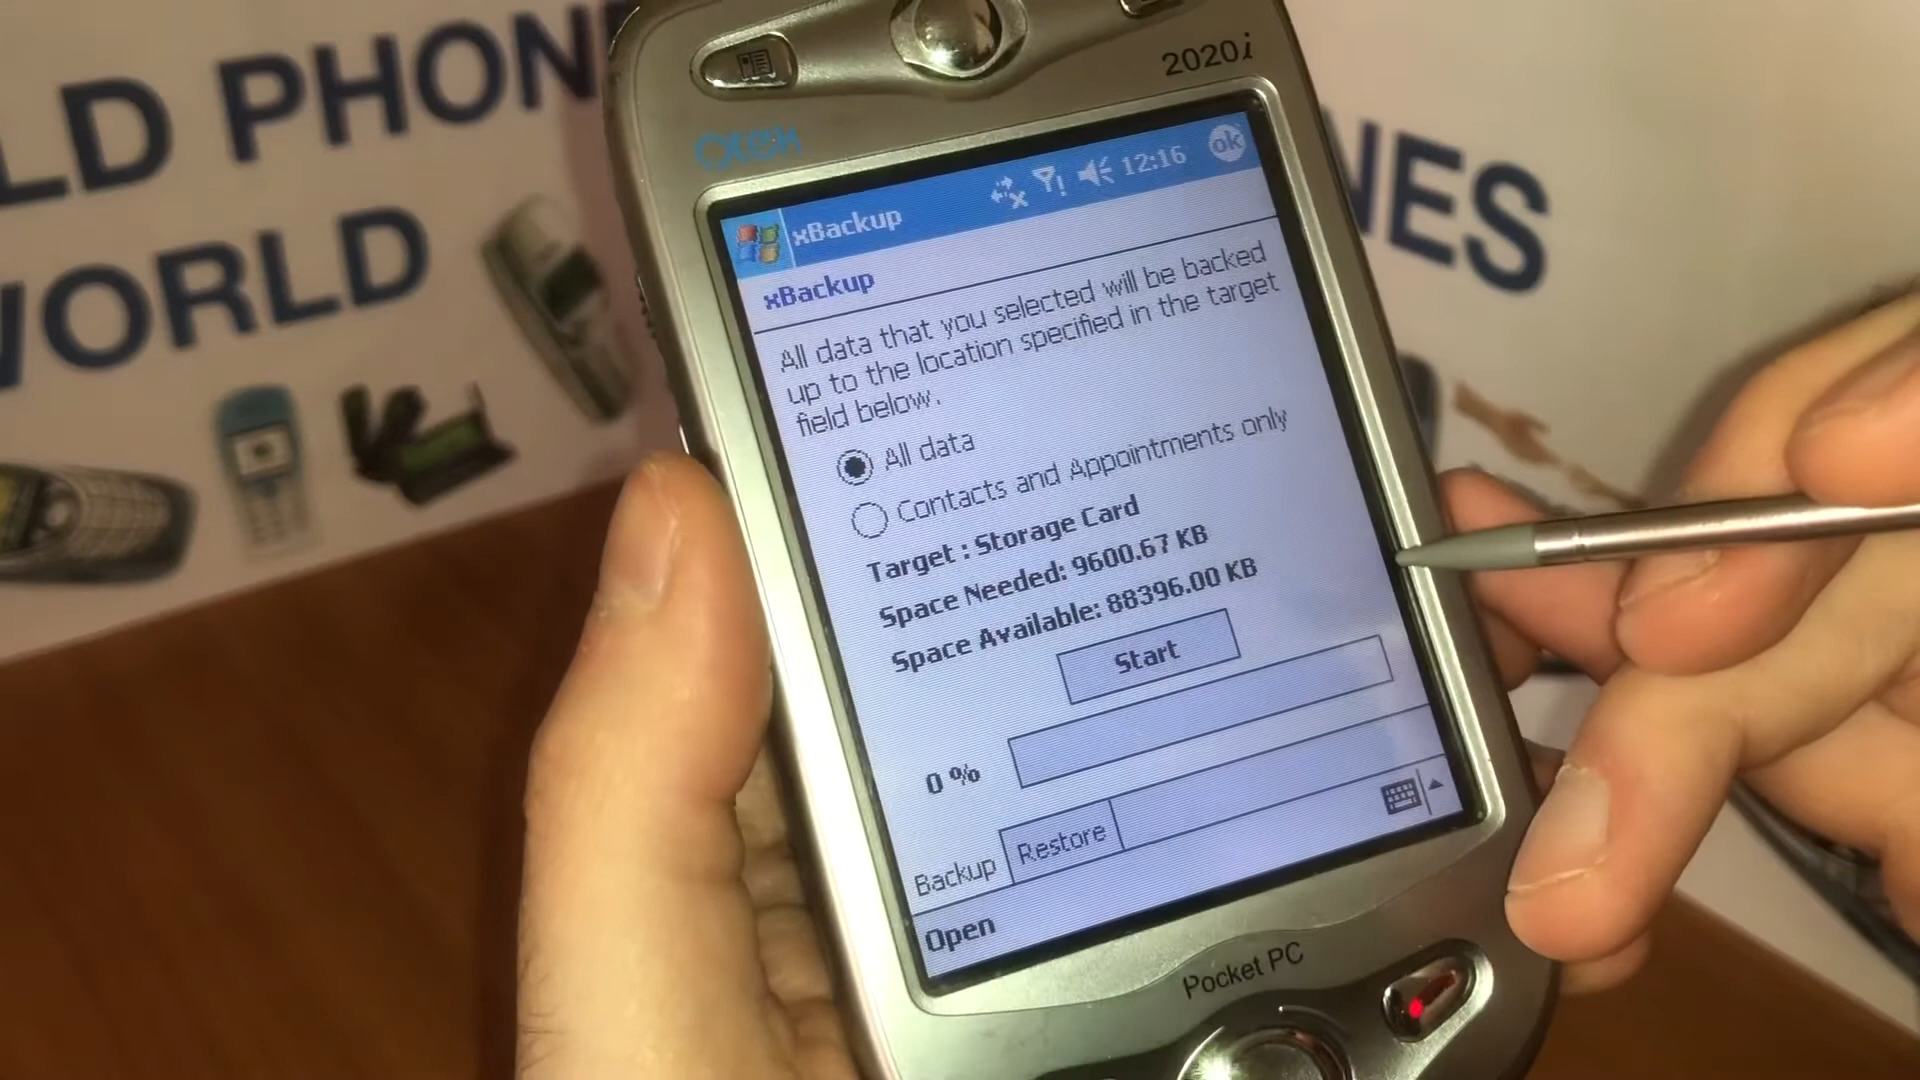 LD PHON
WORLD
NES
2020i
Qtek
xBackup
12:16
ok
xBackup
All data that you selected will be backed
up to the location specified in the target
field below.
All data
Contacts and Appointments only
Target : Storage Card
Space Needed: 9600.67 KB
Space Available: 88396.00 KB
Start
0 %
Backup
Restore
Open
Pocket PC